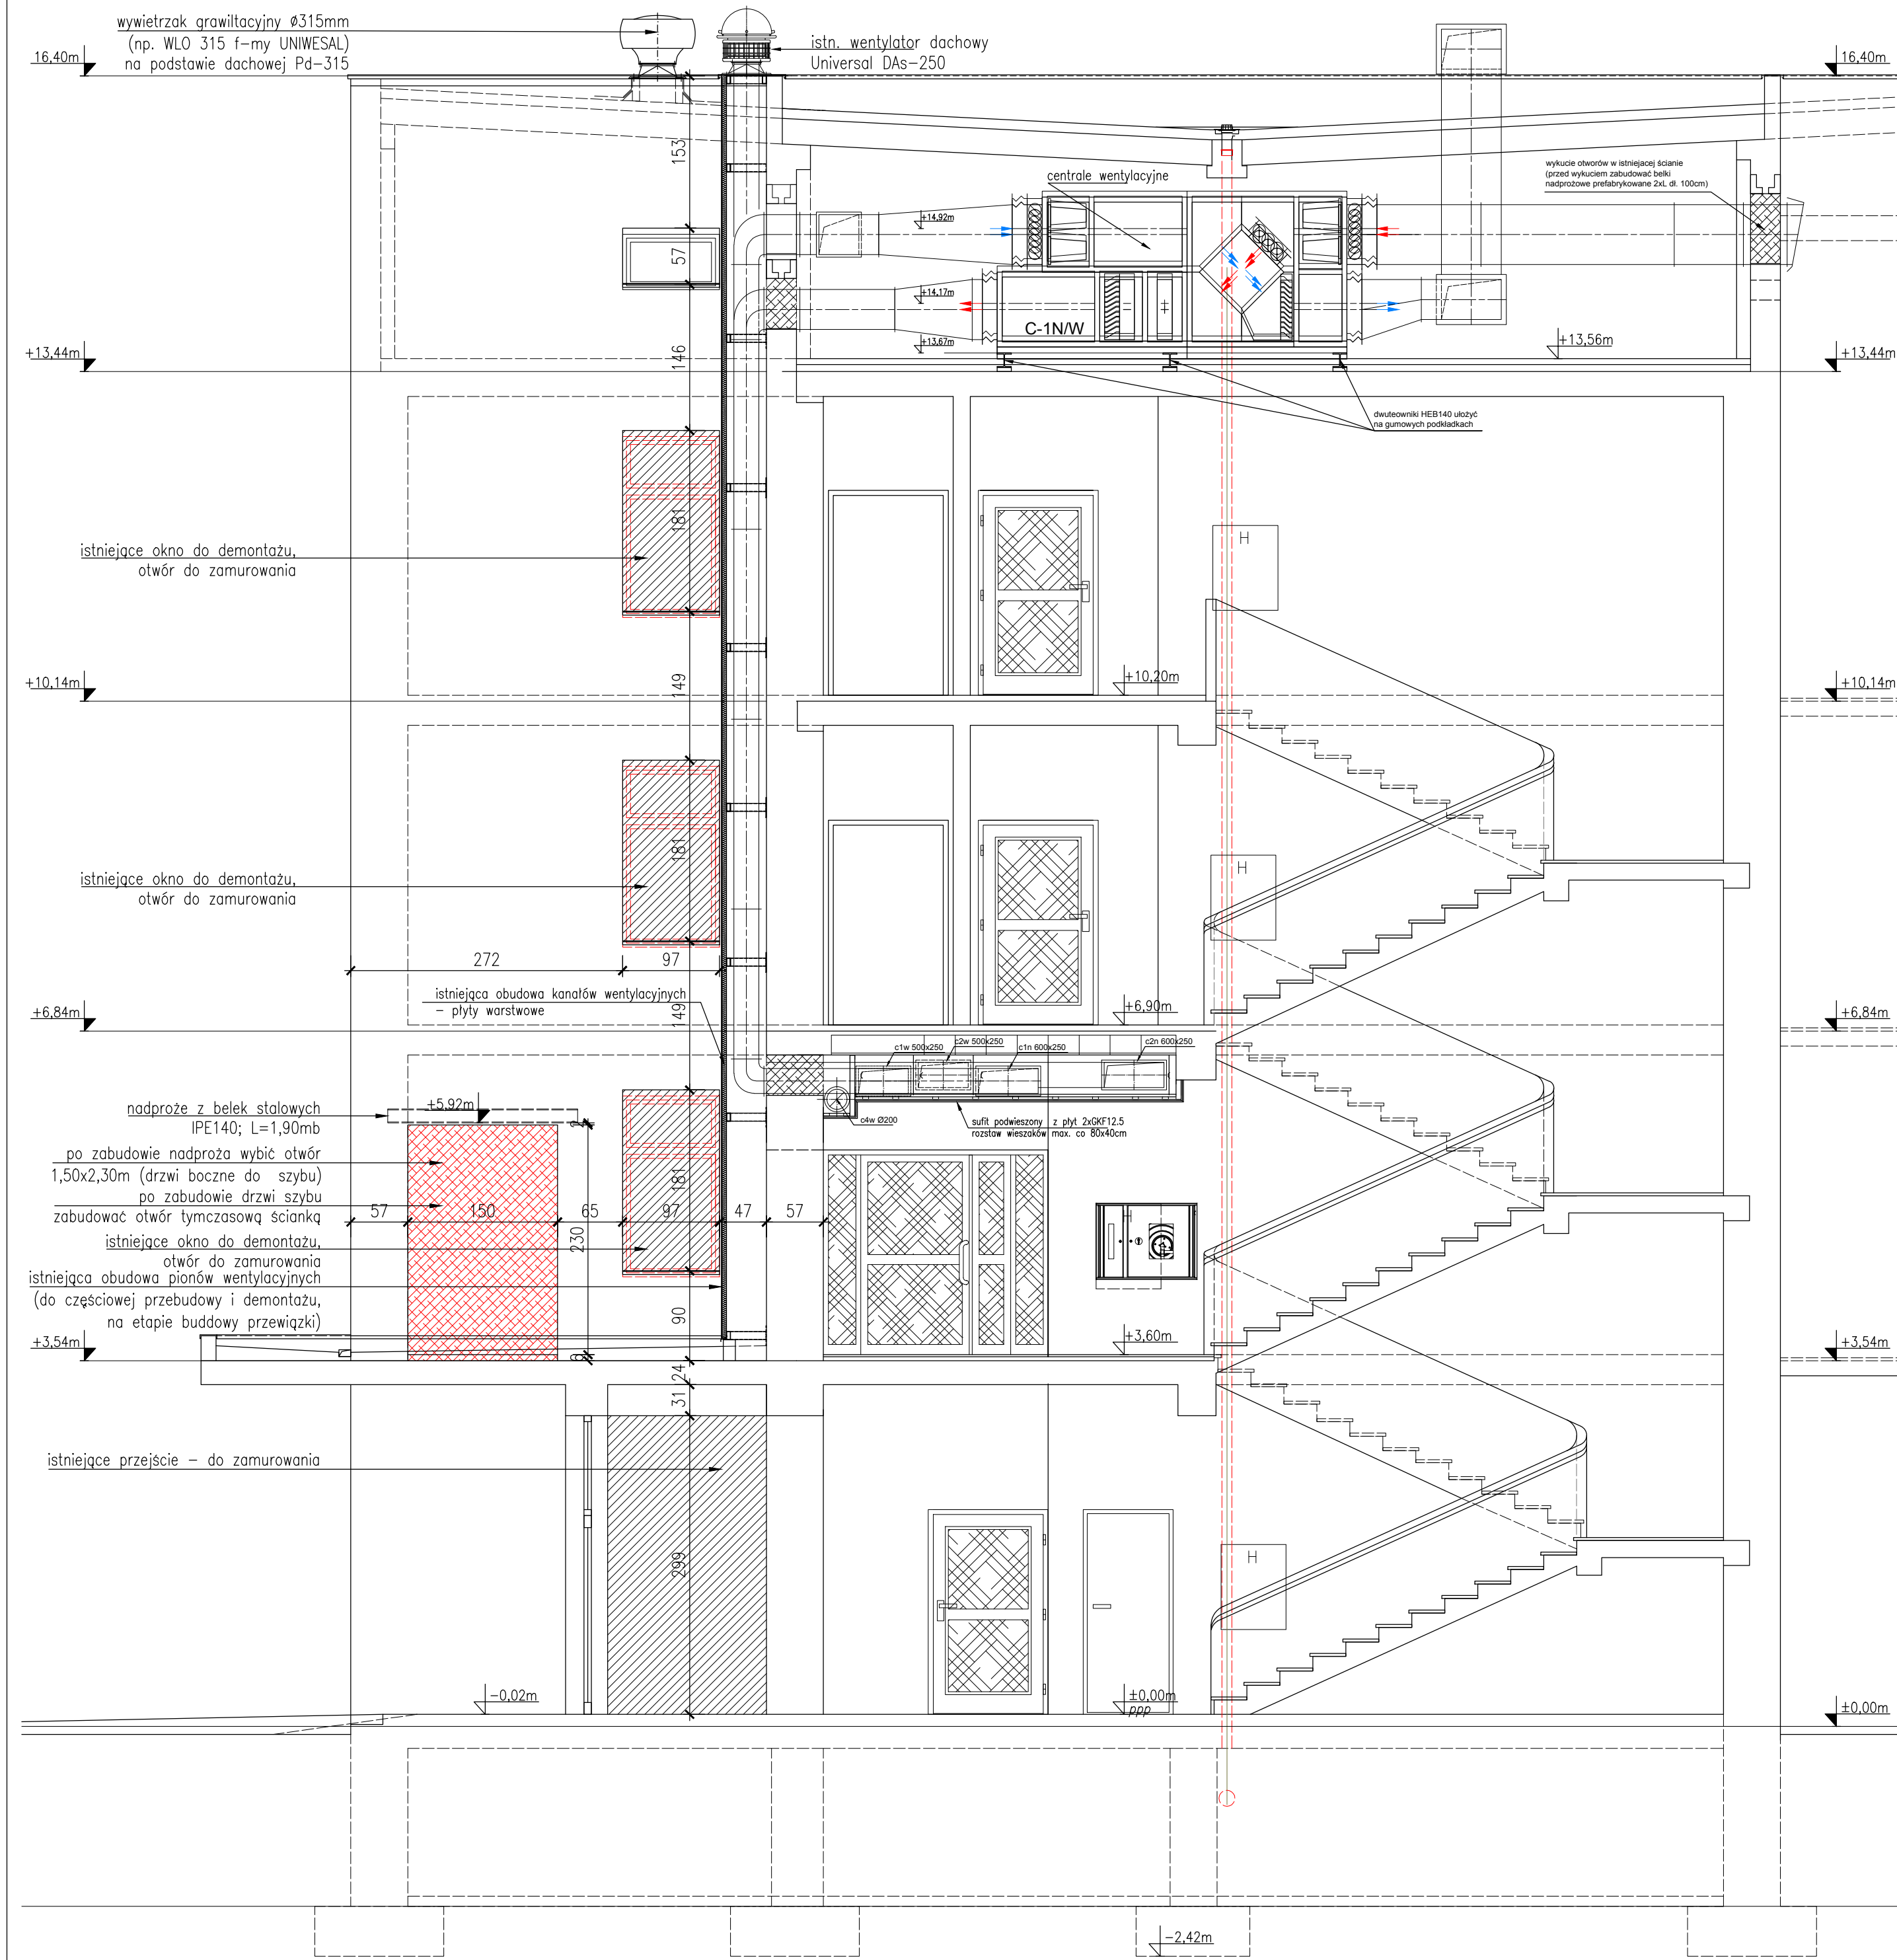 wywietrzak grawiltacyjny Ø315mm
(np. WLO 315 f-my UNIWESAL)
na podstawie dachowej Pd-315
istn. wentylator dachowy
Universal DAs-250
16,40m
16,40m
153
wykucie otworów w istniejacej ścianie
(przed wykuciem zabudować belki
nadprożowe prefabrykowane 2xL dł. 100cm)
centrale wentylacyjne
+14,92m
57
+14,17m
C-1N/W
+13,67m
+13,56m
+13,44m
+13,44m
146
dwuteowniki HEB140 ułożyć
na gumowych podkładkach
181
H
istniejące okno do demontażu,
otwór do zamurowania
149
+10,20m
+10,14m
+10,14m
181
H
istniejące okno do demontażu,
otwór do zamurowania
272
97
istniejąca obudowa kanałów wentylacyjnych
- płyty warstwowe
149
+6,90m
+6,84m
+6,84m
c1w 500x250
c2w 500x250
c1n 600x250
c2n 600x250
c4w Ø200
sufit podwieszony z płyt 2xGKF12.5
rozstaw wieszaków max. co 80x40cm
+5,92m
nadproże z belek stalowych
IPE140; L=1,90mb
2
po zabudowie nadproża wybić otwór
1,50x2,30m (drzwi boczne do szybu)
po zabudowie drzwi szybu
zabudować otwór tymczasową ścianką
181
57
150
65
97
47
57
H
230
istniejące okno do demontażu,
otwór do zamurowania
istniejąca obudowa pionów wentylacyjnych
(do częściowej przebudowy i demontażu,
na etapie buddowy przewiązki)
90
+3,60m
+3,54m
+3,54m
24
31
istniejące przejście - do zamurowania
299
H
-0,02m
±0,00m
ppp
±0,00m
-2,42m